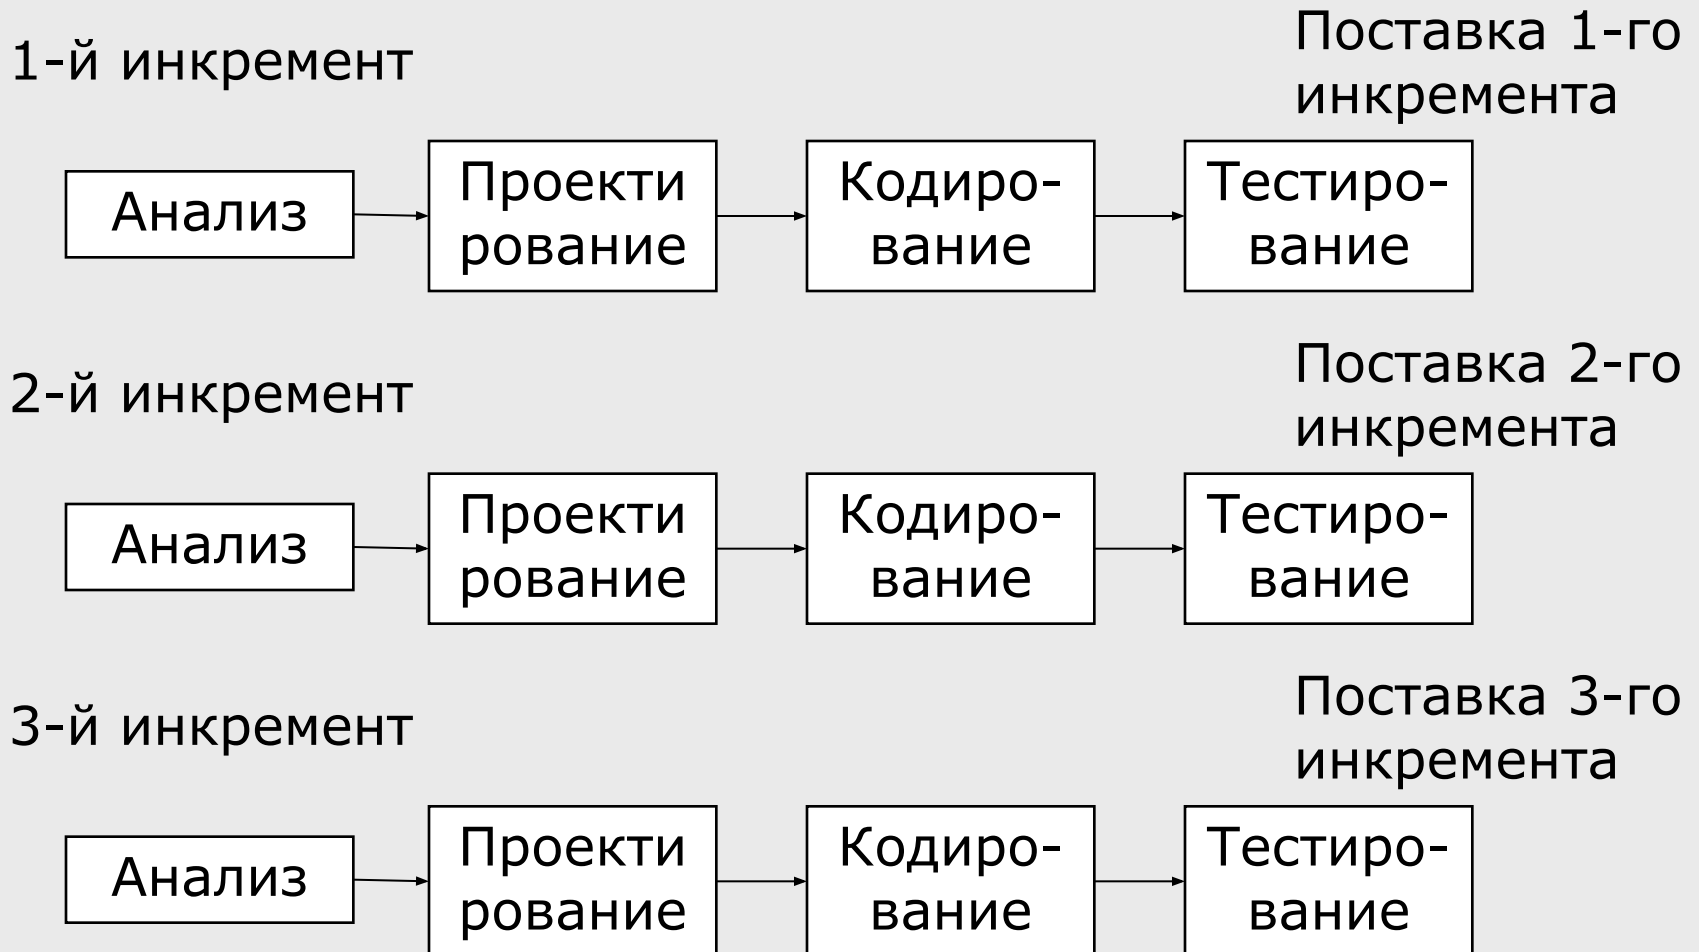 1-й инкремент
Поставка 1-го
инкремента
Анализ
Проекти
рование
Кодиро-
вание
Тестиро-
вание
2-й инкремент
Поставка 2-го
инкремента
Анализ
Проекти
рование
Кодиро-
вание
Тестиро-
вание
3-й инкремент
Поставка 3-го
инкремента
Анализ
Проекти
рование
Кодиро-
вание
Тестиро-
вание